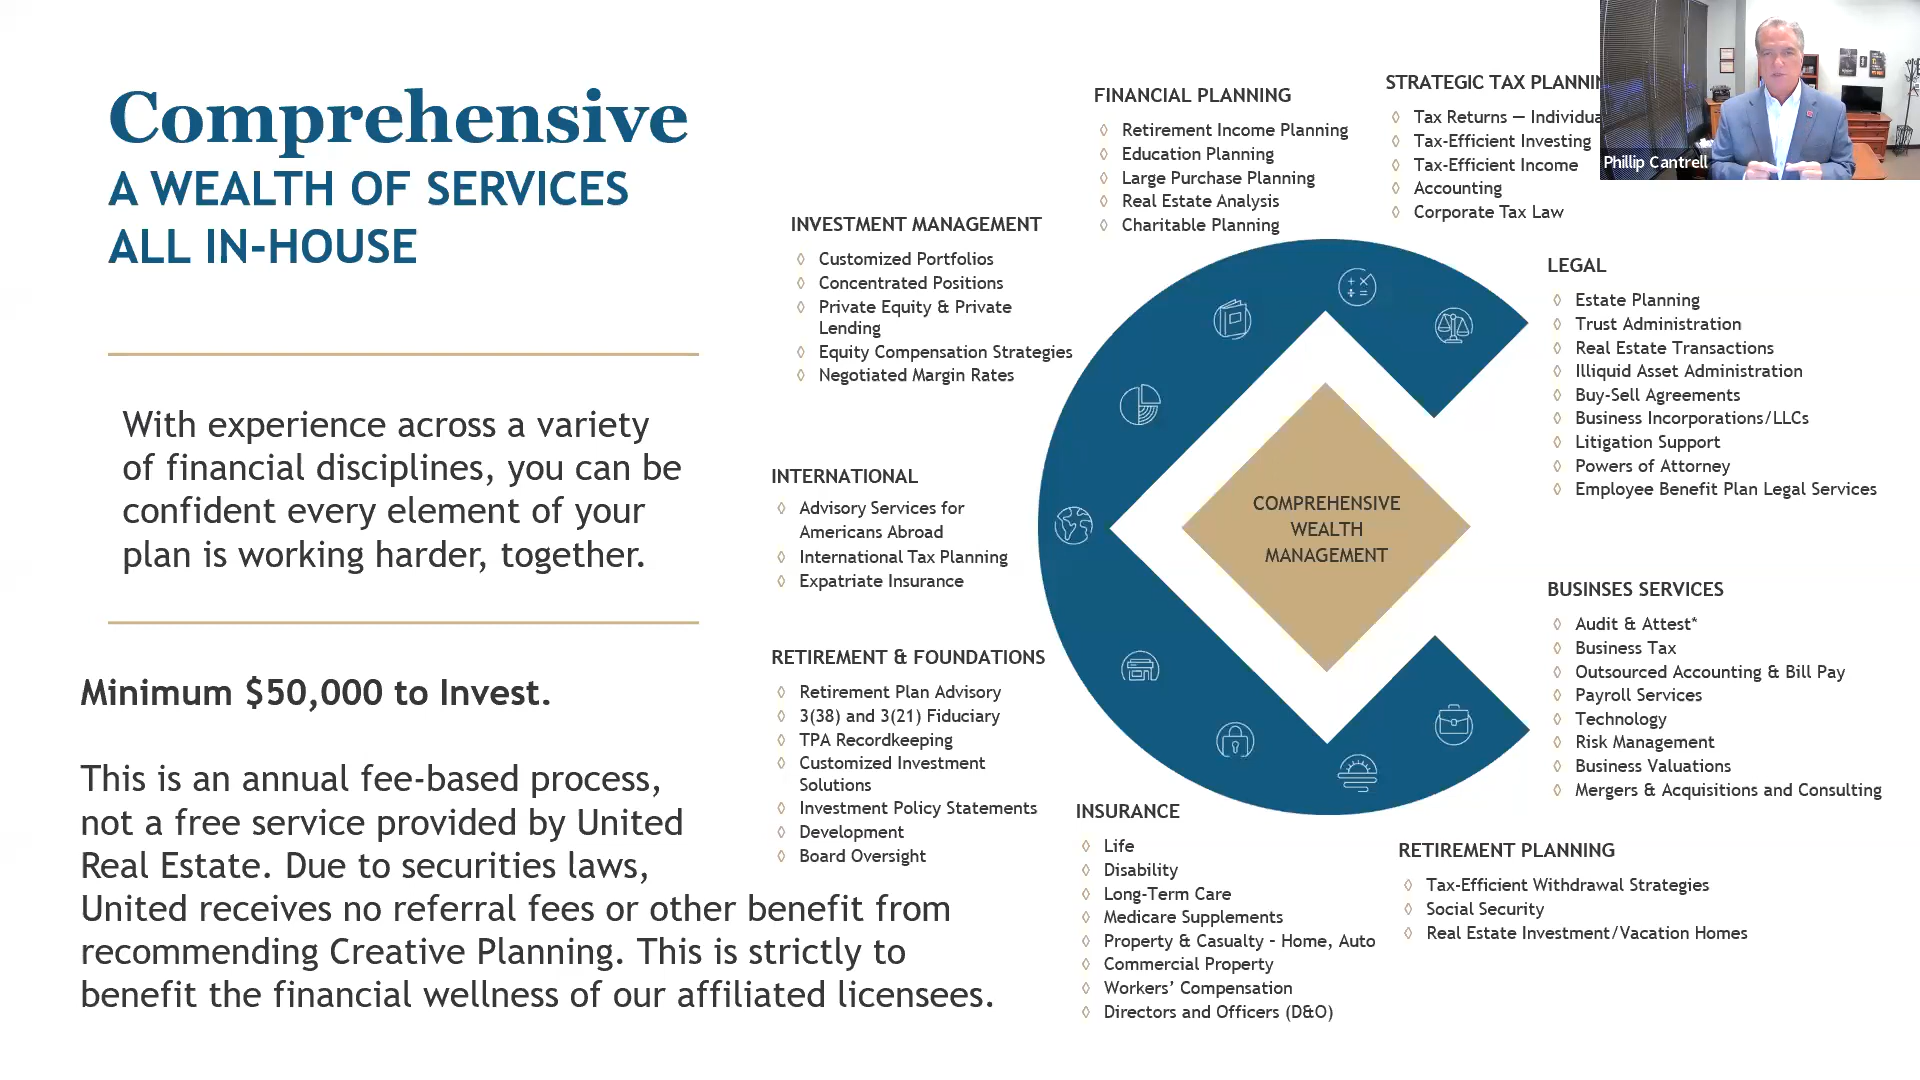 Comprehensive
A WEALTH OF SERVICES
ALL IN-HOUSE
With experience across a variety
of financial disciplines, you can be
confident every element of your
plan is working harder, together.
Minimum $50,000 to Invest.
This is an annual fee-based process,
not a free service provided by United
Real Estate. Due to securities laws,
United receives no referral fees or other benefit from
recommending Creative Planning. This is strictly to
benefit the financial wellness of our affiliated licensees.
INVESTMENT MANAGEMENT
◊ Customized Portfolios
◊ Concentrated Positions
◊ Private Equity & Private
Lending
◊ Equity Compensation Strategies
◊ Negotiated Margin Rates
INTERNATIONAL
◊ Advisory Services for
Americans Abroad
◊ International Tax Planning
◊ Expatriate Insurance
RETIREMENT & FOUNDATIONS
◊ Retirement Plan Advisory
◊ 3(38) and 3(21) Fiduciary
◊ TPA Recordkeeping
◊ Customized Investment
Solutions
◊ Investment Policy Statements
◊ Development
◊ Board Oversight
FINANCIAL PLANNING
◊ Retirement Income Planning
◊ Education Planning
◊ Large Purchase Planning
◊ Real Estate Analysis
◊ Charitable Planning
STRATEGIC TAX PLANNIN
◊ Tax Returns — Individua
◊ Tax-Efficient Investing
◊ Tax-Efficient Income
◊ Accounting
◊ Corporate Tax Law
Phillip Cantrell
LEGAL
◊ Estate Planning
◊ Trust Administration
◊ Real Estate Transactions
◊ Illiquid Asset Administration
◊ Buy-Sell Agreements
◊ Business Incorporations/LLCs
◊ Litigation Support
◊ Powers of Attorney
◊ Employee Benefit Plan Legal Services
COMPREHENSIVE
WEALTH
MANAGEMENT
BUSINSES SERVICES
◊ Audit & Attest*
◊ Business Tax
◊ Outsourced Accounting & Bill Pay
◊ Payroll Services
◊ Technology
◊ Risk Management
◊ Business Valuations
◊ Mergers & Acquisitions and Consulting
INSURANCE
◊ Life
◊ Disability
◊ Long-Term Care
◊ Medicare Supplements
◊ Property & Casualty - Home, Auto
◊ Commercial Property
◊ Workers’ Compensation
◊ Directors and Officers (D&O)
RETIREMENT PLANNING
◊ Tax-Efficient Withdrawal Strategies
◊ Social Security
◊ Real Estate Investment/Vacation Homes